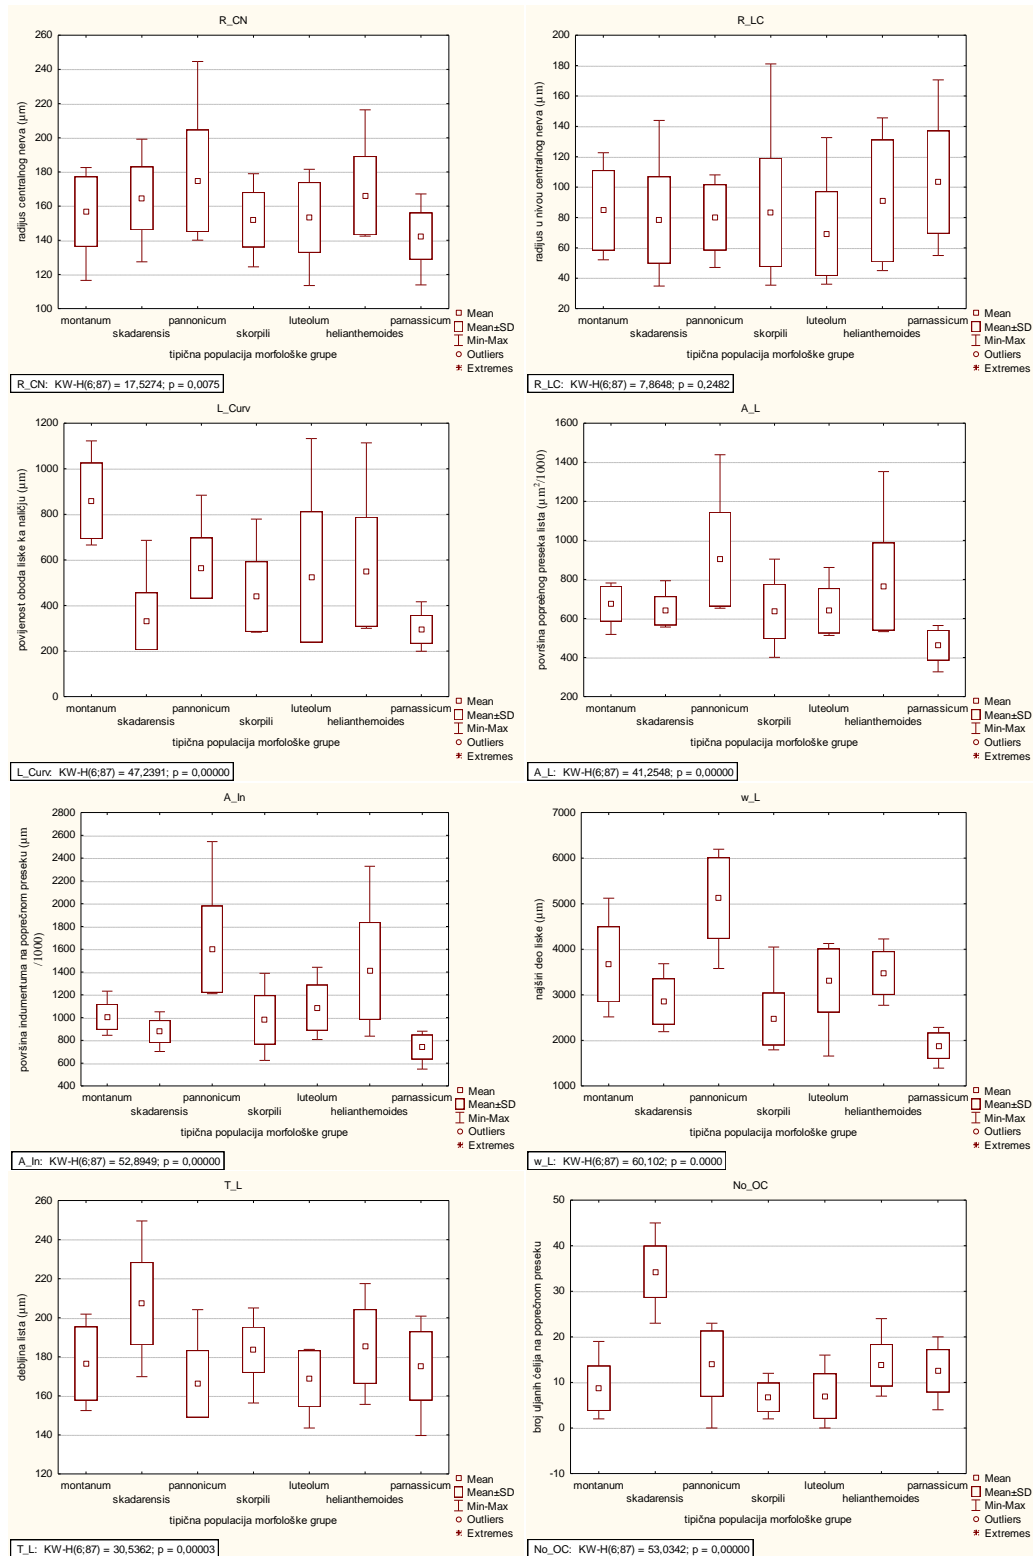 R_CN
radijus centralnog nerva (µm)
260
240
220
200
180
160
140
120
100
montanum
skadarensis
pannonicum
skorpili
luteolum
helianthemoides
parnassicum
tipična populacija morfološke grupe
Mean
Mean±SD
Min-Max
Outliers
Extremes
R_CN: KW-H(6;87) = 17,5274; p = 0,0075
R_LC
radijus u nivou centralnog nerva (µm)
200
180
160
140
120
100
80
60
40
20
montanum
skadarensis
pannonicum
skorpili
luteolum
helianthemoides
parnassicum
tipična populacija morfološke grupe
Mean
Mean±SD
Min-Max
Outliers
Extremes
R_LC: KW-H(6;87) = 7,8648; p = 0,2482
L_Curv
povijenost oboda liske ka naličju (µm)
1200
1000
800
600
400
200
0
montanum
skadarensis
pannonicum
skorpili
luteolum
helianthemoides
parnassicum
tipična populacija morfološke grupe
Mean
Mean±SD
Min-Max
Outliers
Extremes
L_Curv: KW-H(6;87) = 47,2391; p = 0,00000
A_L
površina popreènog preseka lista (µm²/1000)
1600
1400
1200
1000
800
600
400
200
montanum
skadarensis
pannonicum
skorpili
luteolum
helianthemoides
parnassicum
tipična populacija morfološke grupe
Mean
Mean±SD
Min-Max
Outliers
Extremes
A_L: KW-H(6;87) = 41,2548; p = 0,00000
A_In
površina indumentuma na poprečnom preseku (µm
/1000)
2800
2600
2400
2200
2000
1800
1600
1400
1200
1000
800
600
400
montanum
skadarensis
pannonicum
skorpili
luteolum
helianthemoides
parnassicum
tipična populacija morfološke grupe
Mean
Mean±SD
Min-Max
Outliers
Extremes
A_In: KW-H(6;87) = 52,8949; p = 0,00000
w_L
najširi deo liske (µm)
7000
6000
5000
4000
3000
2000
1000
montanum
skadarensis
pannonicum
skorpili
luteolum
helianthemoides
parnassicum
tipična populacija morfološke grupe
Mean
Mean±SD
Min-Max
Outliers
Extremes
w_L: KW-H(6;87) = 60,102; p = 0.0000
T_L
debljina lista (µm)
260
240
220
200
180
160
140
120
montanum
skadarensis
pannonicum
skorpili
luteolum
helianthemoides
parnassicum
tipična populacija morfološke grupe
Mean
Mean±SD
Min-Max
Outliers
Extremes
T_L: KW-H(6;87) = 30,5362; p = 0,00003
No_OC
broj uljanih ćelija na poprečnom preseku
50
40
30
20
10
0
-10
montanum
skadarensis
pannonicum
skorpili
luteolum
helianthemoides
parnassicum
tipična populacija morfološke grupe
Mean
Mean±SD
Min-Max
Outliers
Extremes
No_OC: KW-H(6;87) = 53,0342; p = 0,00000